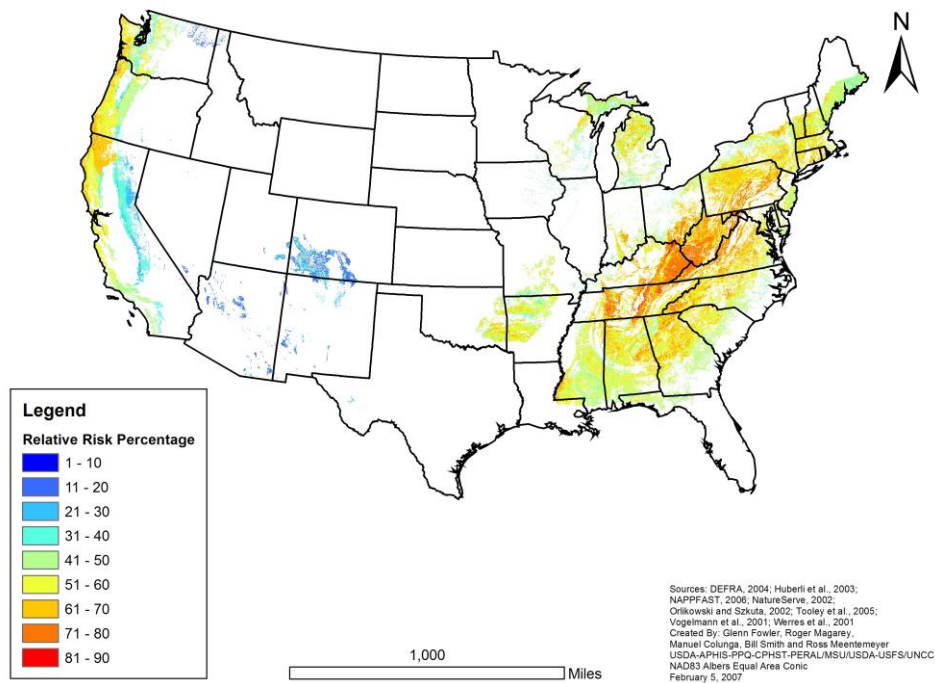 N
Legend
Relative Risk Percentage
1 - 10
11 - 20
21 - 30
31 - 40
41 - 50
51 - 60
61 - 70
71 - 80
81 - 90
1,000
Miles
Sources: DEFRA, 2004; Huberli et al., 2003;
NAPPFAST, 2006; NatureServe, 2002;
Orlikowski and Szkuta, 2002; Tooley et al., 2005;
Vogelmann et al., 2001; Werres et al., 2001
Created By: Glenn Fowler, Roger Magarey,
Manuel Colunga, Bill Smith and Ross Meentemeyer
USDA-APHIS-PPQ-CPHST-PERAL/MSU/USDA-USFS/UNCC
NAD83 Albers Equal Area Conic
February 5, 2007